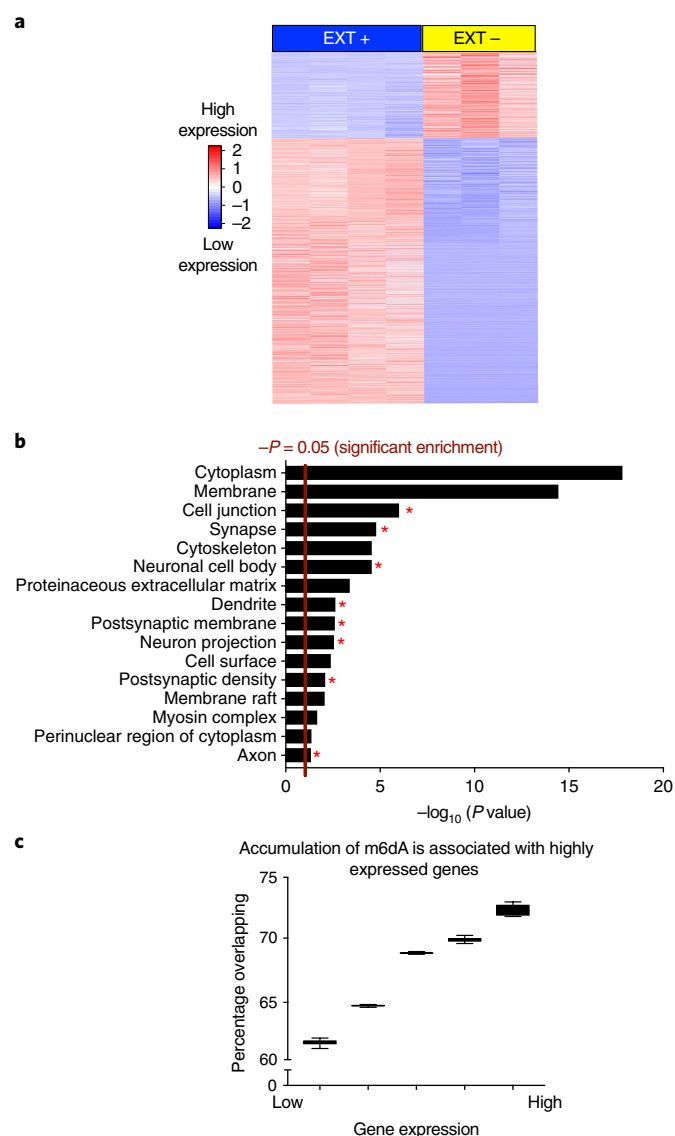 a
EXT + EXT –
High
expression
2
1
0
–1
–2
Low
expression
b
–P = 0.05 (significant enrichment)
Cytoplasm
Membrane
Cell junction *
Synapse *
Cytoskeleton
Neuronal cell body *
Proteinaceous extracellular matrix
Dendrite *
Postsynaptic membrane *
Neuron projection *
Cell surface
Postsynaptic density *
Membrane raft
Myosin complex
Perinuclear region of cytoplasm
Axon *
0 5 10 15 20
–log10 (P value)
c
Accumulation of m6dA is associated with highly
expressed genes
Percentage overlapping
75
70
65
60
0
Low High
Gene expression